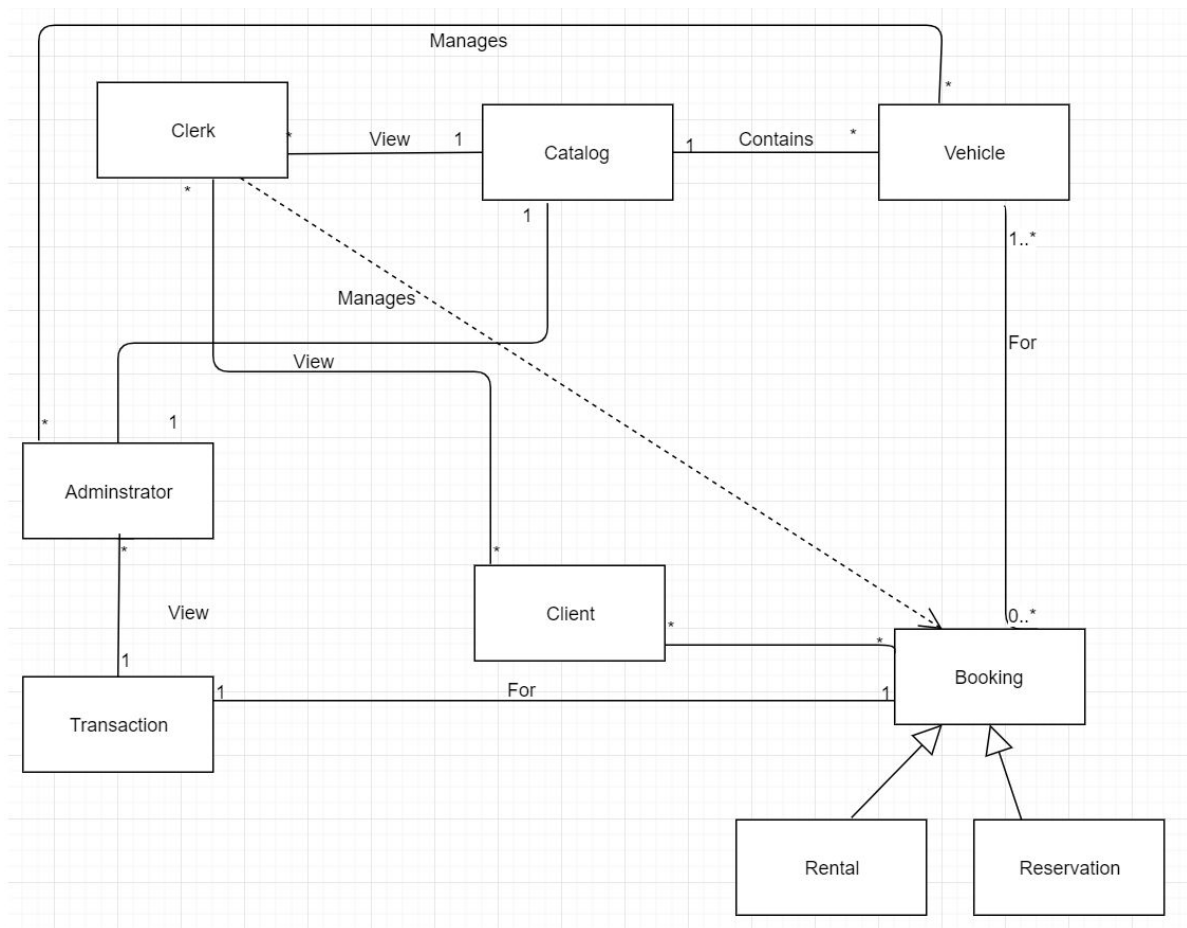 Manages
*
Clerk
*
View
1
Catalog
1
Contains
*
Vehicle
*
1
1..*
Manages
For
View
*
1
Adminstrator
*
*
Client
View
*
*
0..*
1
Booking
1
For
1
Transaction
Rental
Reservation